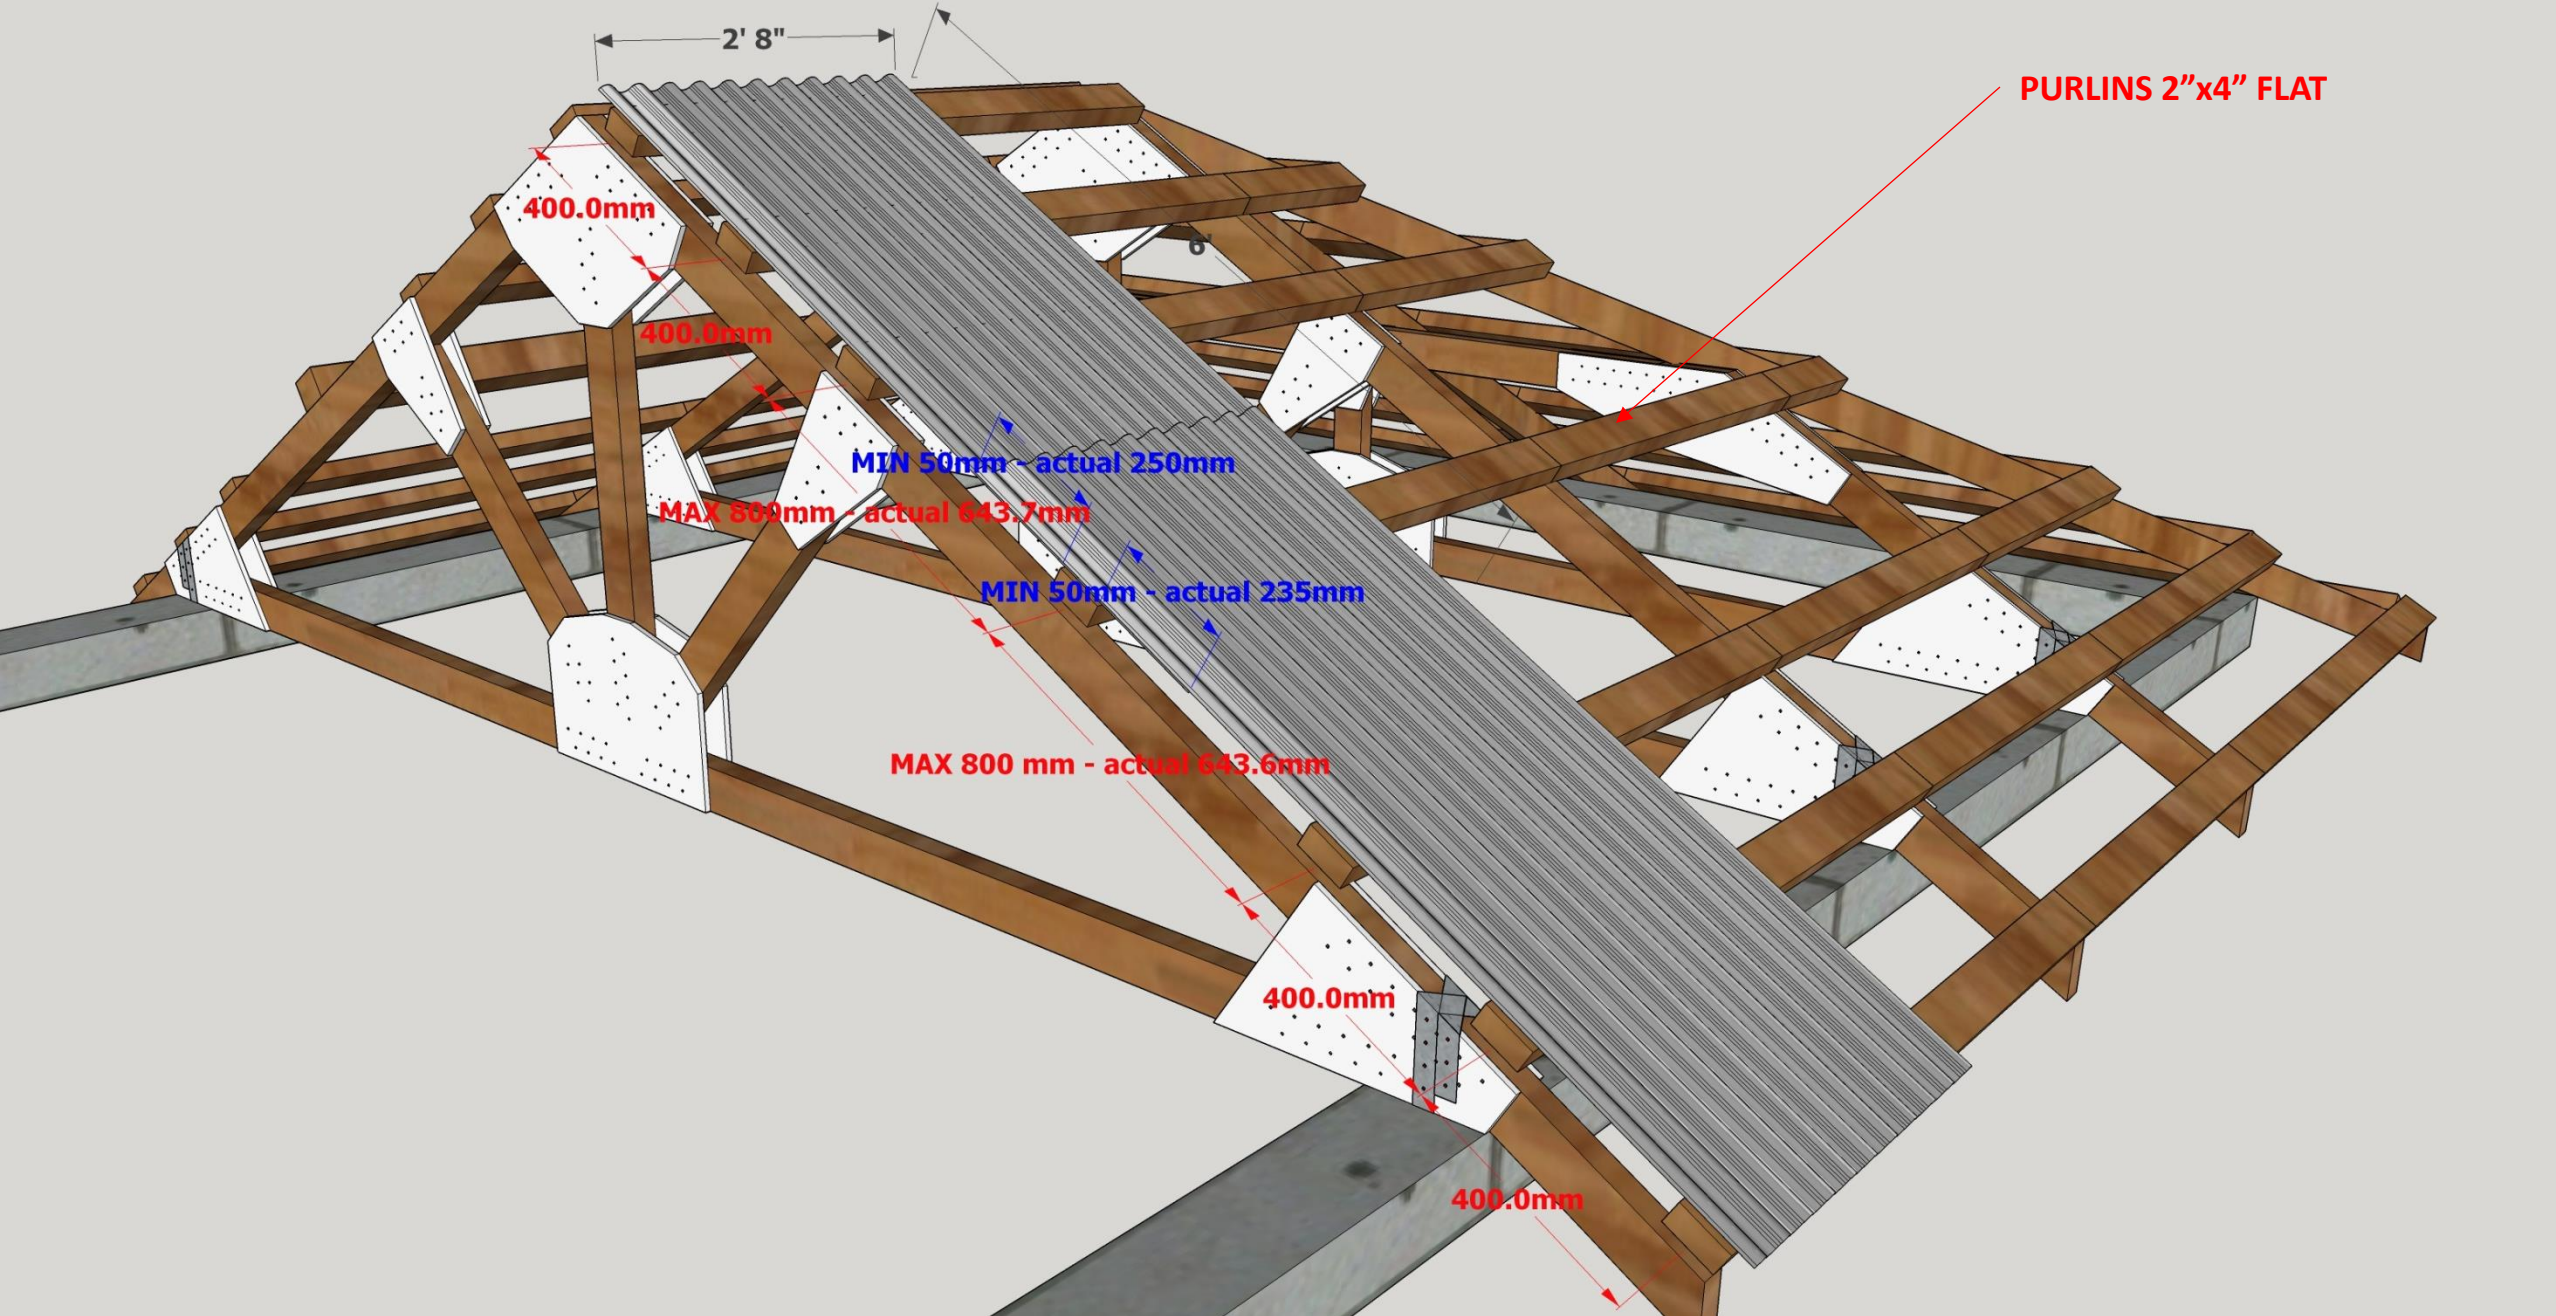 2' 8"
PURLINS 2”x4” FLAT
400.0mm
6'
400.0mm
MIN 50mm - actual 250mm
MAX 800mm - actual 643.7mm
MIN 50mm - actual 235mm
MAX 800 mm - actual 643.6mm
400.0mm
400.0mm